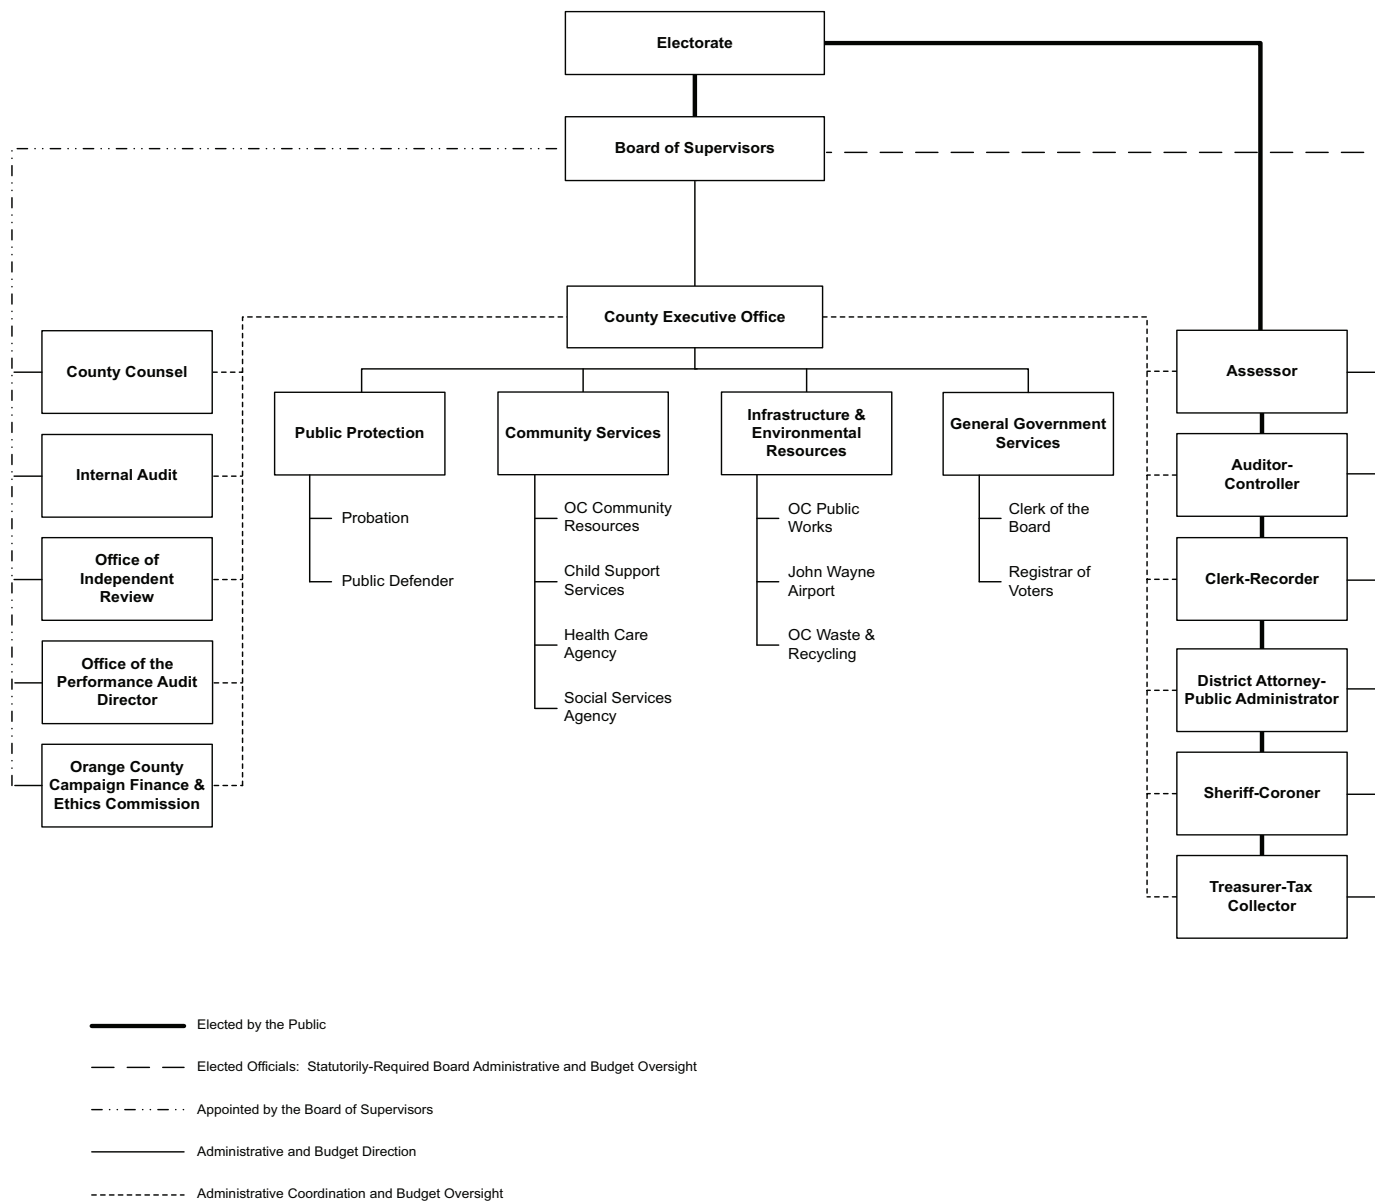 Electorate
Board of Supervisors
County Executive Office
County Counsel
Internal Audit
Office of
Independent
Review
Office of the
Performance Audit
Director
Orange County
Campaign Finance &
Ethics Commission
Public Protection
Probation
Public Defender
Community Services
OC Community
Resources
Child Support
Services
Health Care
Agency
Social Services
Agency
Infrastructure &
Environmental
Resources
OC Public
Works
John Wayne
Airport
OC Waste &
Recycling
General Government
Services
Clerk of the
Board
Registrar of
Voters
Assessor
Auditor-
Controller
Clerk-Recorder
District Attorney-
Public Administrator
Sheriff-Coroner
Treasurer-Tax
Collector
Elected by the Public
Elected Officials: Statutorily-Required Board Administrative and Budget Oversight
Appointed by the Board of Supervisors
Administrative and Budget Direction
Administrative Coordination and Budget Oversight